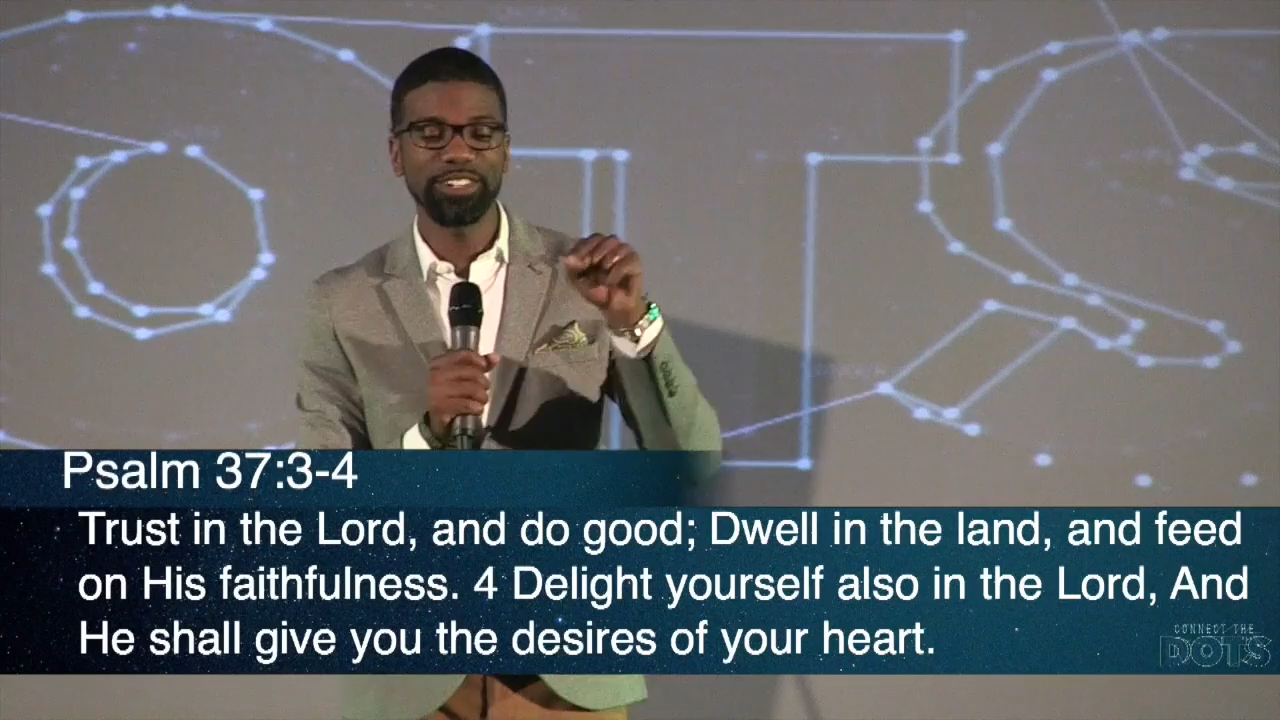 Psalm 37:3-4
Trust in the Lord, and do good; Dwell in the land, and feed
on His faithfulness. 4 Delight yourself also in the Lord, And
He shall give you the desires of your heart.
CONNECT THE
DOTS